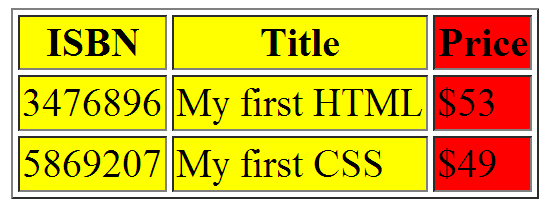 ISBN Title Price
3476896 My first HTML $53
5869207 My first CSS $49